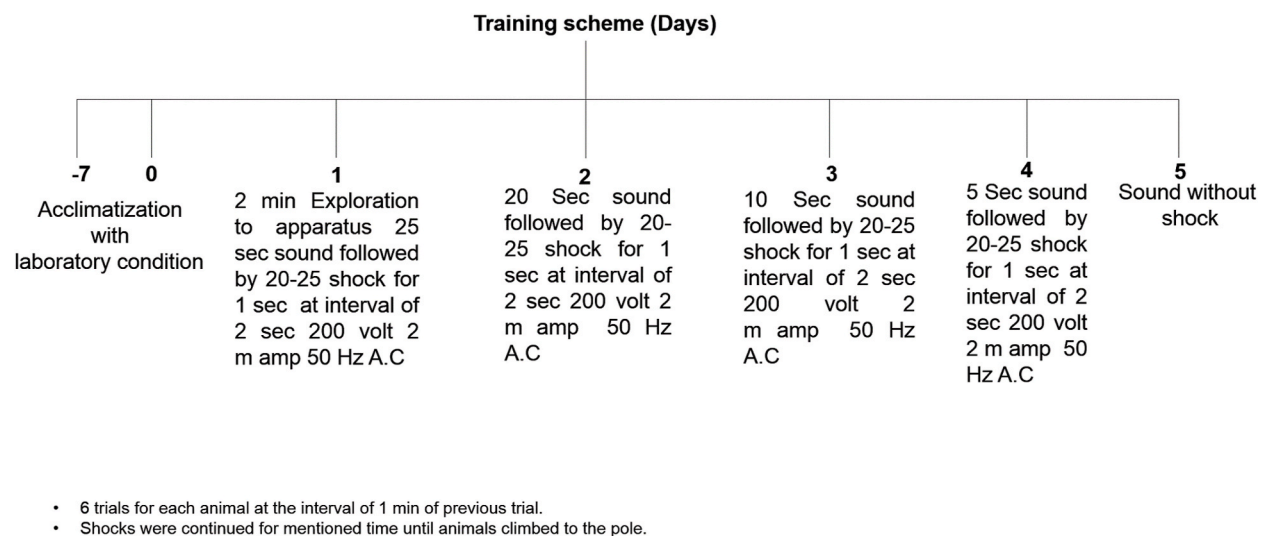 Training scheme (Days)
-7
0
1
2
3
4
5
Acclimatization
with
laboratory condition
2 min Exploration
to apparatus 25
sec sound followed
by 20-25 shock for
1 sec at interval of
2 sec 200 volt 2
m amp 50 Hz A.C
20 Sec sound
followed by 20-
25 shock for 1
sec at interval of
2 sec 200 volt 2
m amp 50 Hz
A.C
10 Sec sound
followed by 20-25
shock for 1 sec at
interval of 2 sec
200 volt 2
m amp 50 Hz
A.C
5 Sec sound
followed by
20-25 shock
for 1 sec at
interval of 2
sec 200 volt
2 m amp 50
Hz A.C
Sound without
shock
• 6 trials for each animal at the interval of 1 min of previous trial.
• Shocks were continued for mentioned time until animals climbed to the pole.